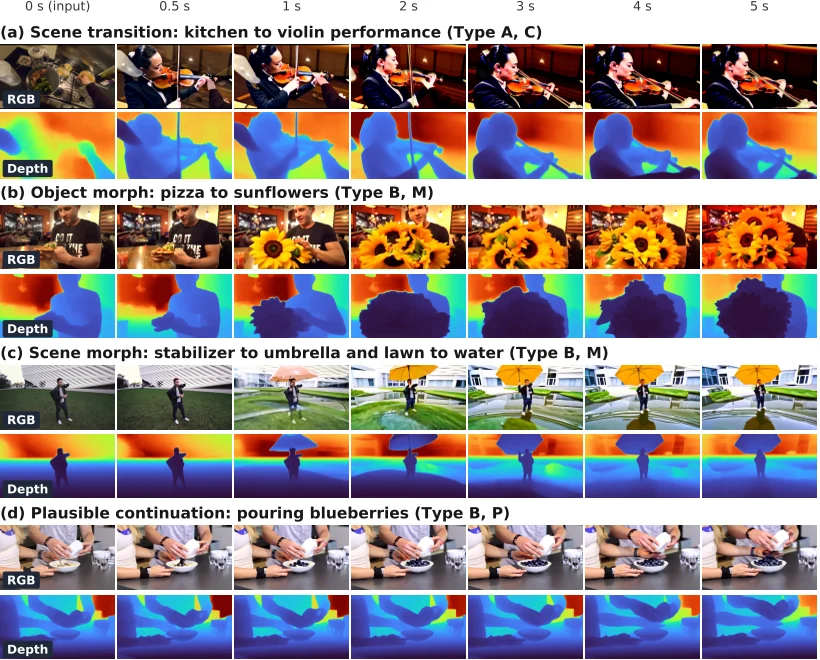 0 s (input) 0.5 s 1 s 2 s 3 s 4 s 5 s
(a) Scene transition: kitchen to violin performance (Type A, C)
RGB
Depth
(b) Object morph: pizza to sunflowers (Type B, M)
RGB
Depth
(c) Scene morph: stabilizer to umbrella and lawn to water (Type B, M)
RGB
Depth
(d) Plausible continuation: pouring blueberries (Type B, P)
RGB
Depth